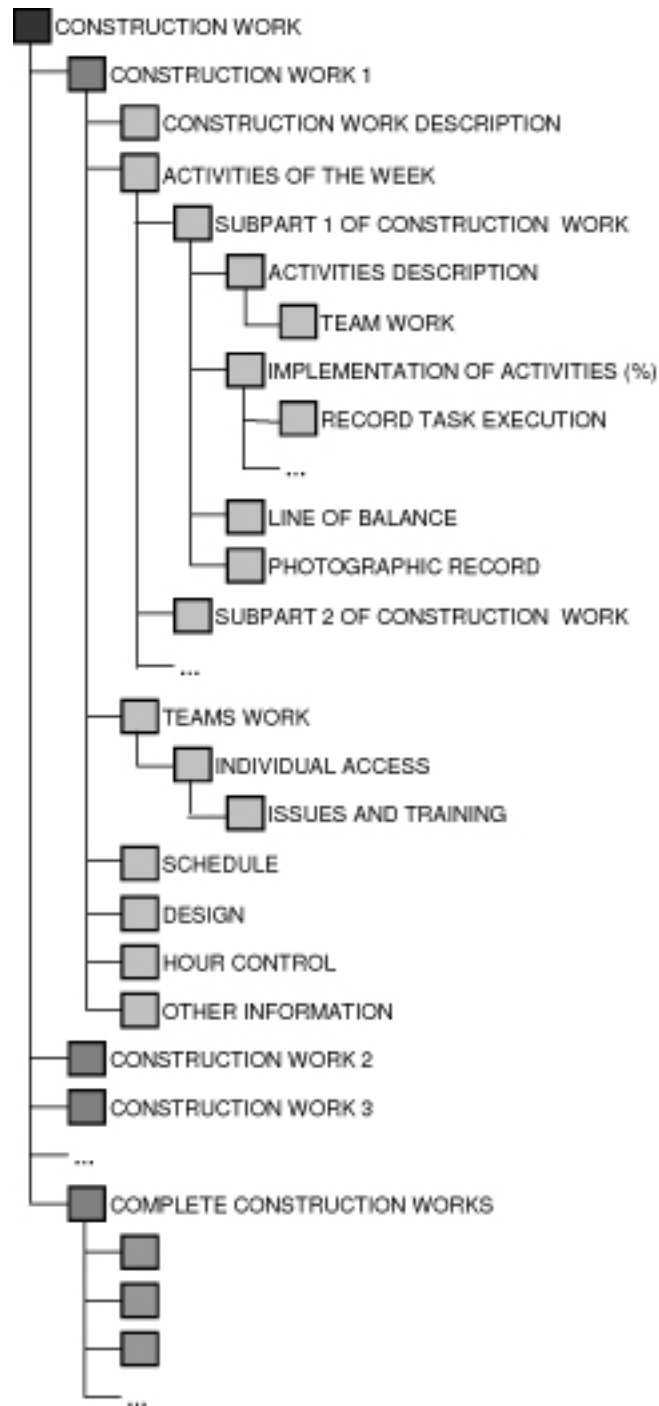 CONSTRUCTION WORK
CONSTRUCTION WORK 1
CONSTRUCTION WORK DESCRIPTION
ACTIVITIES OF THE WEEK
SUBPART 1 OF CONSTRUCTION WORK
ACTIVITIES DESCRIPTION
TEAM WORK
IMPLEMENTATION OF ACTIVITIES (%)
RECORD TASK EXECUTION
...
LINE OF BALANCE
PHOTOGRAPHIC RECORD
SUBPART 2 OF CONSTRUCTION WORK
...
TEAMS WORK
INDIVIDUAL ACCESS
ISSUES AND TRAINING
SCHEDULE
DESIGN
HOUR CONTROL
OTHER INFORMATION
CONSTRUCTION WORK 2
CONSTRUCTION WORK 3
...
COMPLETE CONSTRUCTION WORKS
...